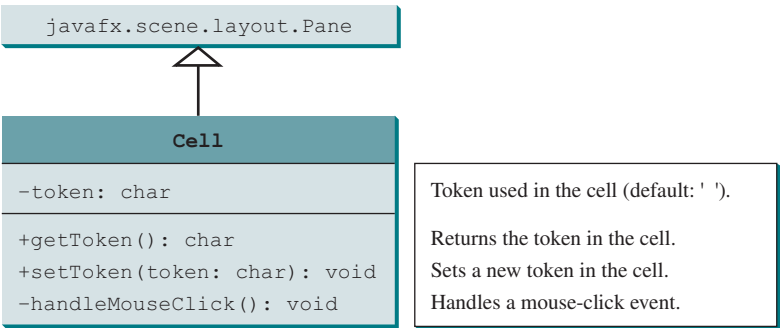 javafx.scene.layout.Pane
Cell
-token: char
Token used in the cell (default: ' ').
+getToken(): char
Returns the token in the cell.
+setToken(token: char): void
Sets a new token in the cell.
-handleMouseClick(): void
Handles a mouse-click event.